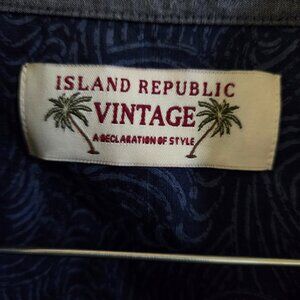 ISLAND REPUBLIC
VINTAGE
A DECLARATION OF STYLE